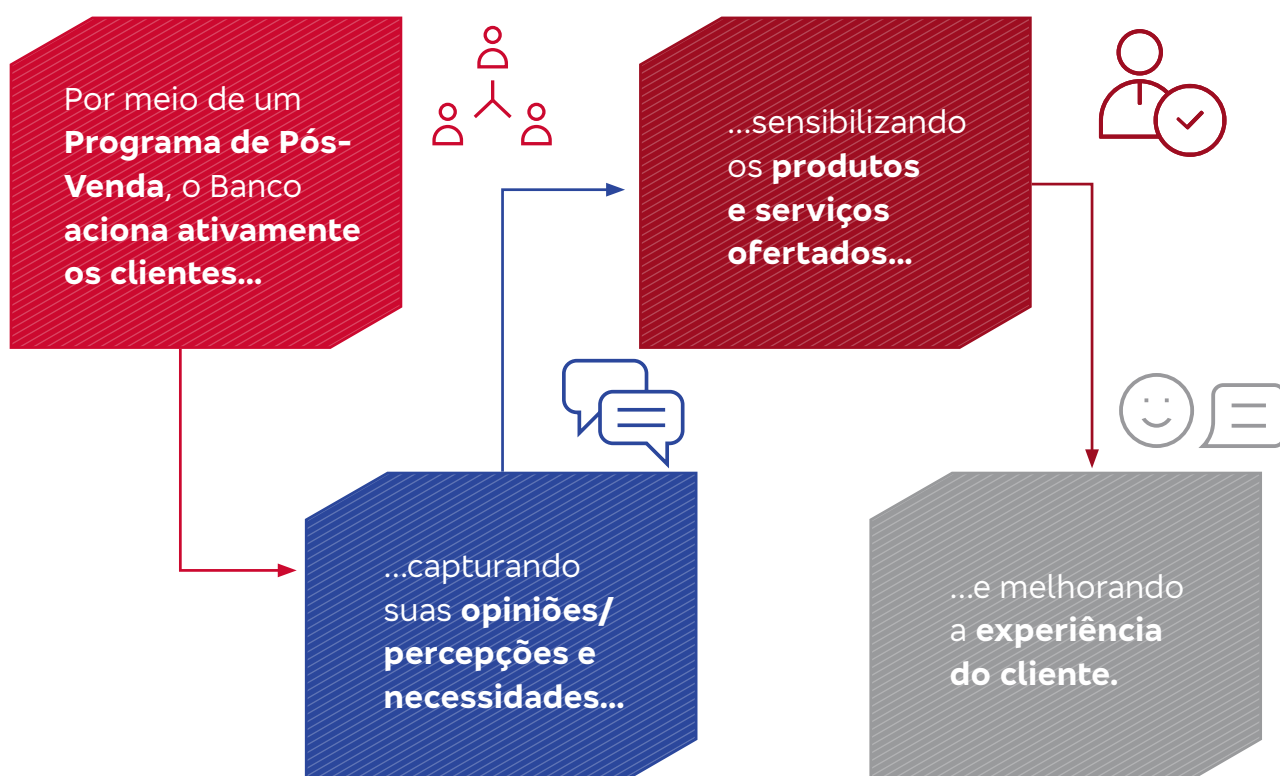 Por meio de um
Programa de Pós-
Venda, o Banco
aciona ativamente
os clientes...
...capturando
suas opiniões/
percepções e
necessidades...
...sensibilizando
os produtos
e serviços
ofertados...
...e melhorando
a experiência
do cliente.